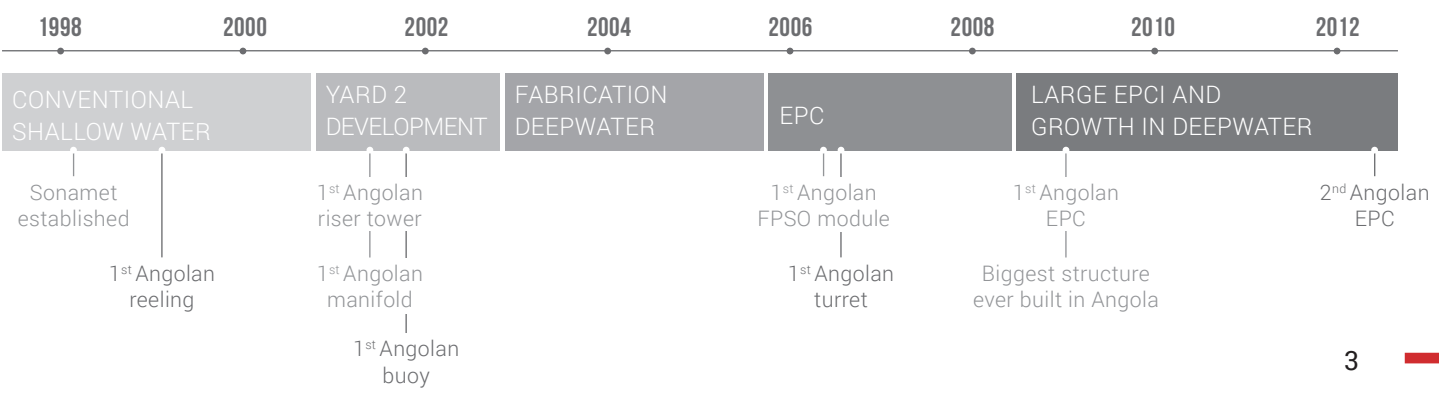 1998 2000 2002 2004 2006 2008 2010 2012
CONVENTIONAL
SHALLOW WATER
YARD 2
DEVELOPMENT
FABRICATION
DEEPWATER
EPC
LARGE EPCI AND
GROWTH IN DEEPWATER
Sonamet
established
1st Angolan
reeling
1st Angolan
riser tower
1st Angolan
manifold
1st Angolan
buoy
1st Angolan
FPSO module
1st Angolan
turret
1st Angolan
EPC
Biggest structure
ever built in Angola
2nd Angolan
EPC
3